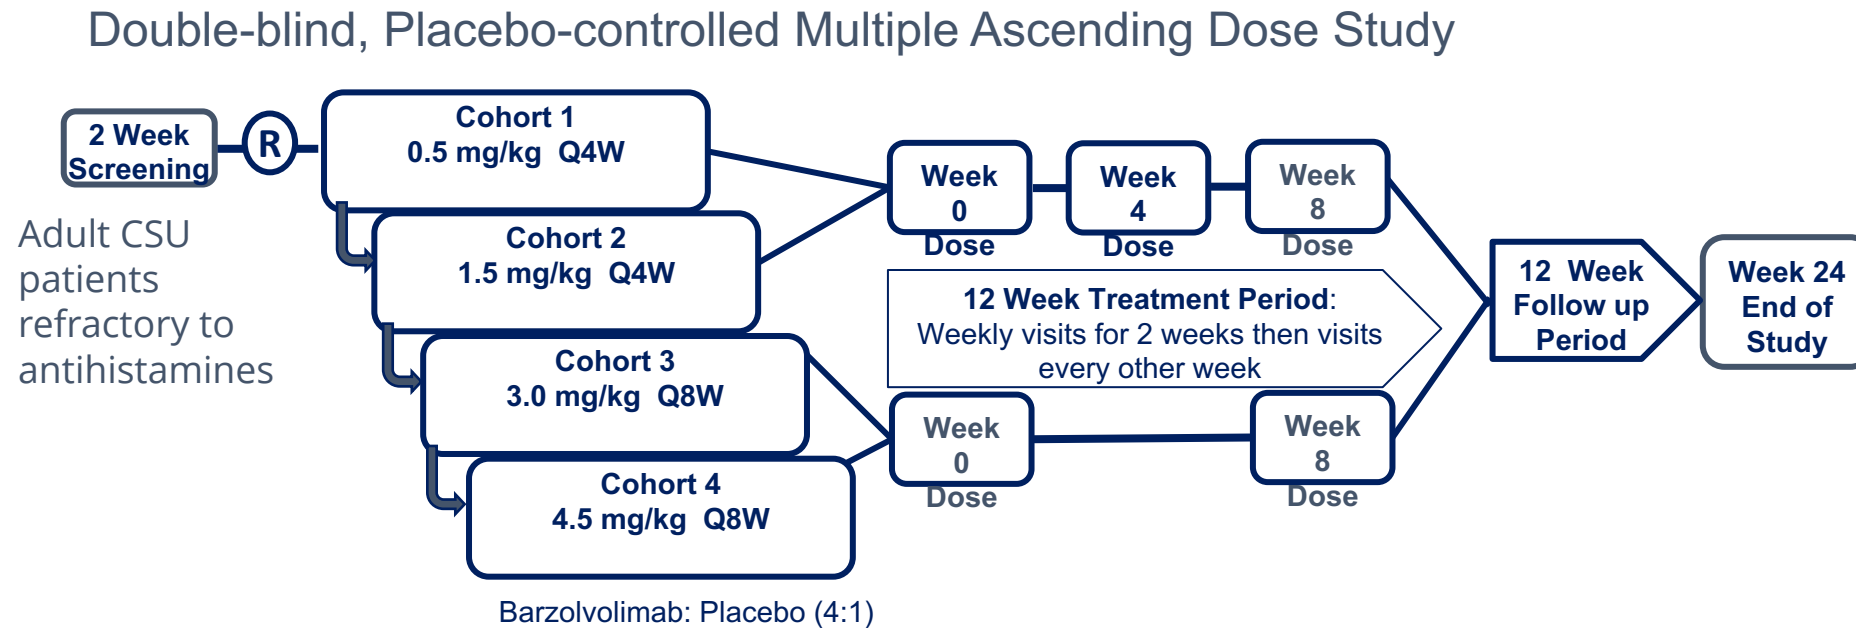 Double-blind, Placebo-controlled Multiple Ascending Dose Study
2 Week
Screening
R
Adult CSU
patients
refractory to
antihistamines
Cohort 1
0.5 mg/kg Q4W
Cohort 2
1.5 mg/kg Q4W
Cohort 3
3.0 mg/kg Q8W
Cohort 4
4.5 mg/kg Q8W
Barzolvolimab: Placebo (4:1)
Week
0
Dose
Week
4
Dose
Week
8
Dose
12 Week Treatment Period:
Weekly visits for 2 weeks then visits
every other week
Week
0
Dose
Week
8
Dose
12 Week
Follow up
Period
Week 24
End of
Study